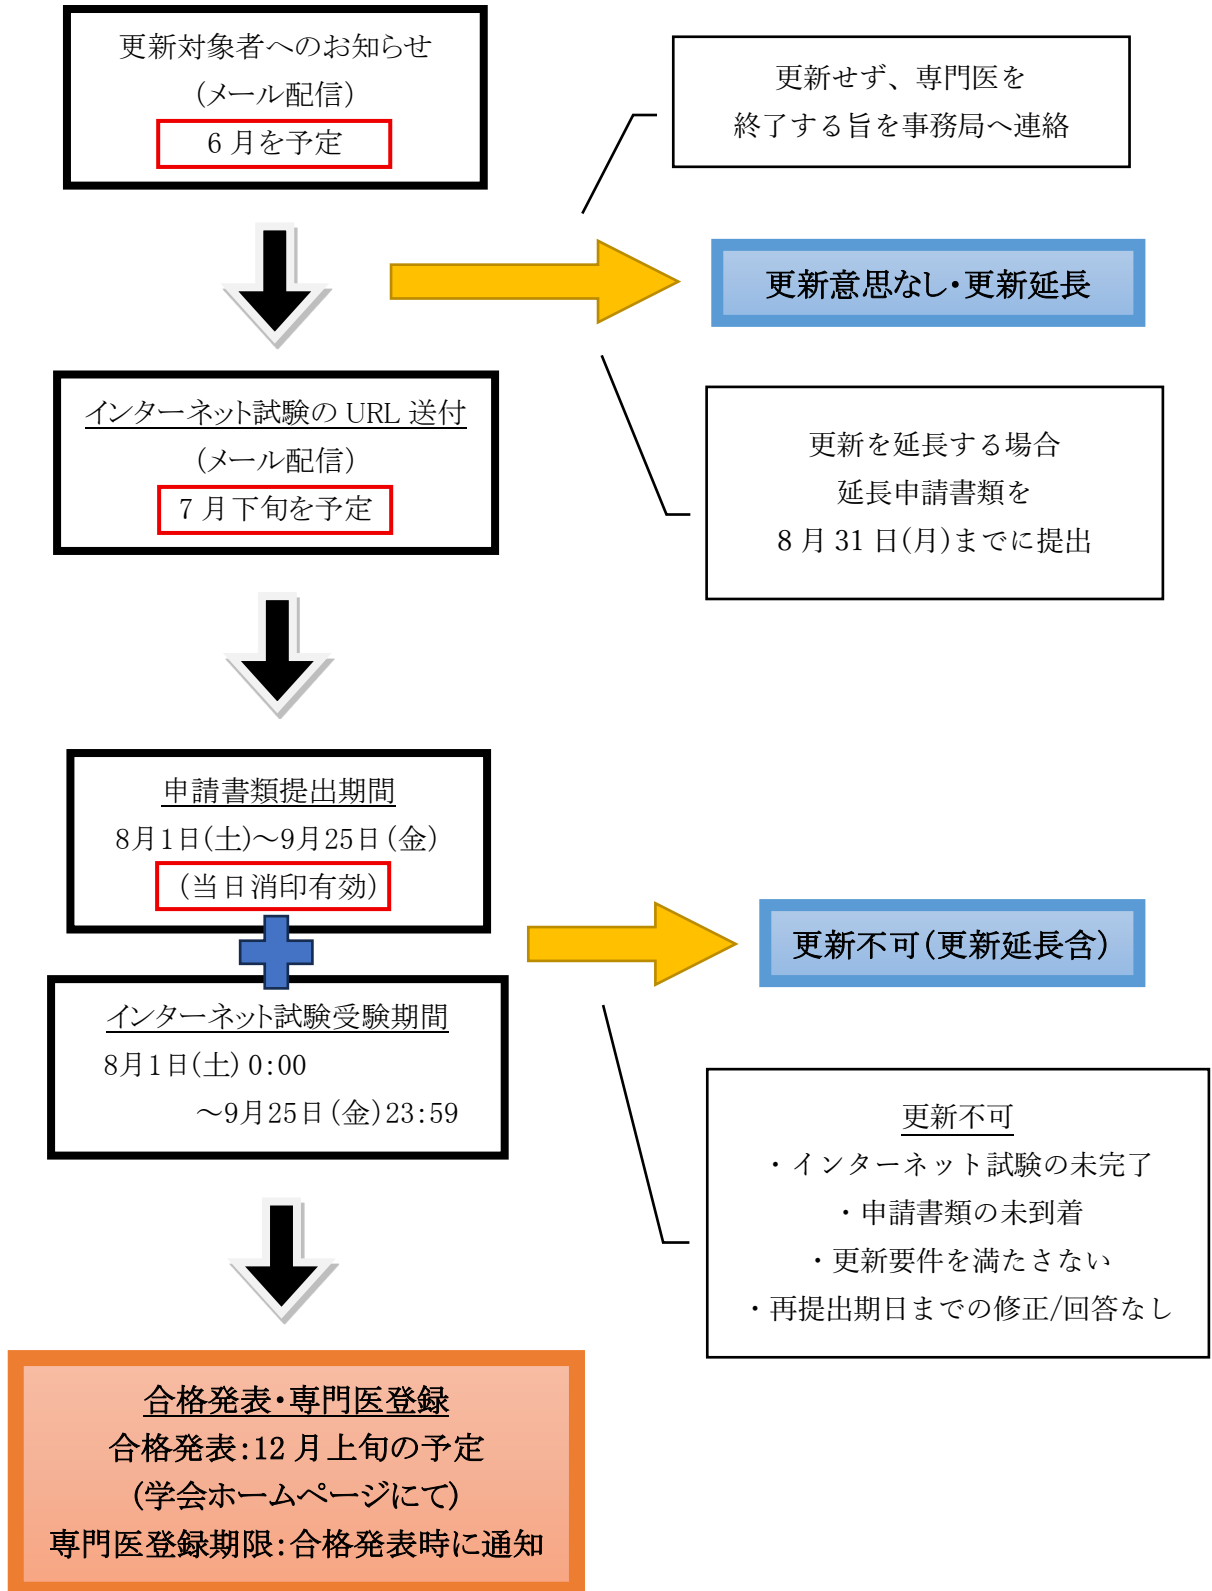 更新対象者へのお知らせ
(メール配信)
6月を予定
更新せず、専門医を
終了する旨を事務局へ連絡
更新意思なし・更新延長
インターネット試験の URL 送付
(メール配信)
7月下旬を予定
更新を延長する場合
延長申請書類を
8月31日(月)までに提出
申請書類提出期間
8月1日(土)～9月25日(金)
(当日消印有効)
更新不可(更新延長含)
インターネット試験受験期間
8月1日(土)0:00
～9月25日(金)23:59
更新不可
・インターネット試験の未完了
・申請書類の未到着
・更新要件を満たさない
・再提出期日までの修正/回答なし
合格発表・専門医登録
合格発表:12月上旬の予定
(学会ホームページにて)
専門医登録期限:合格発表時に通知